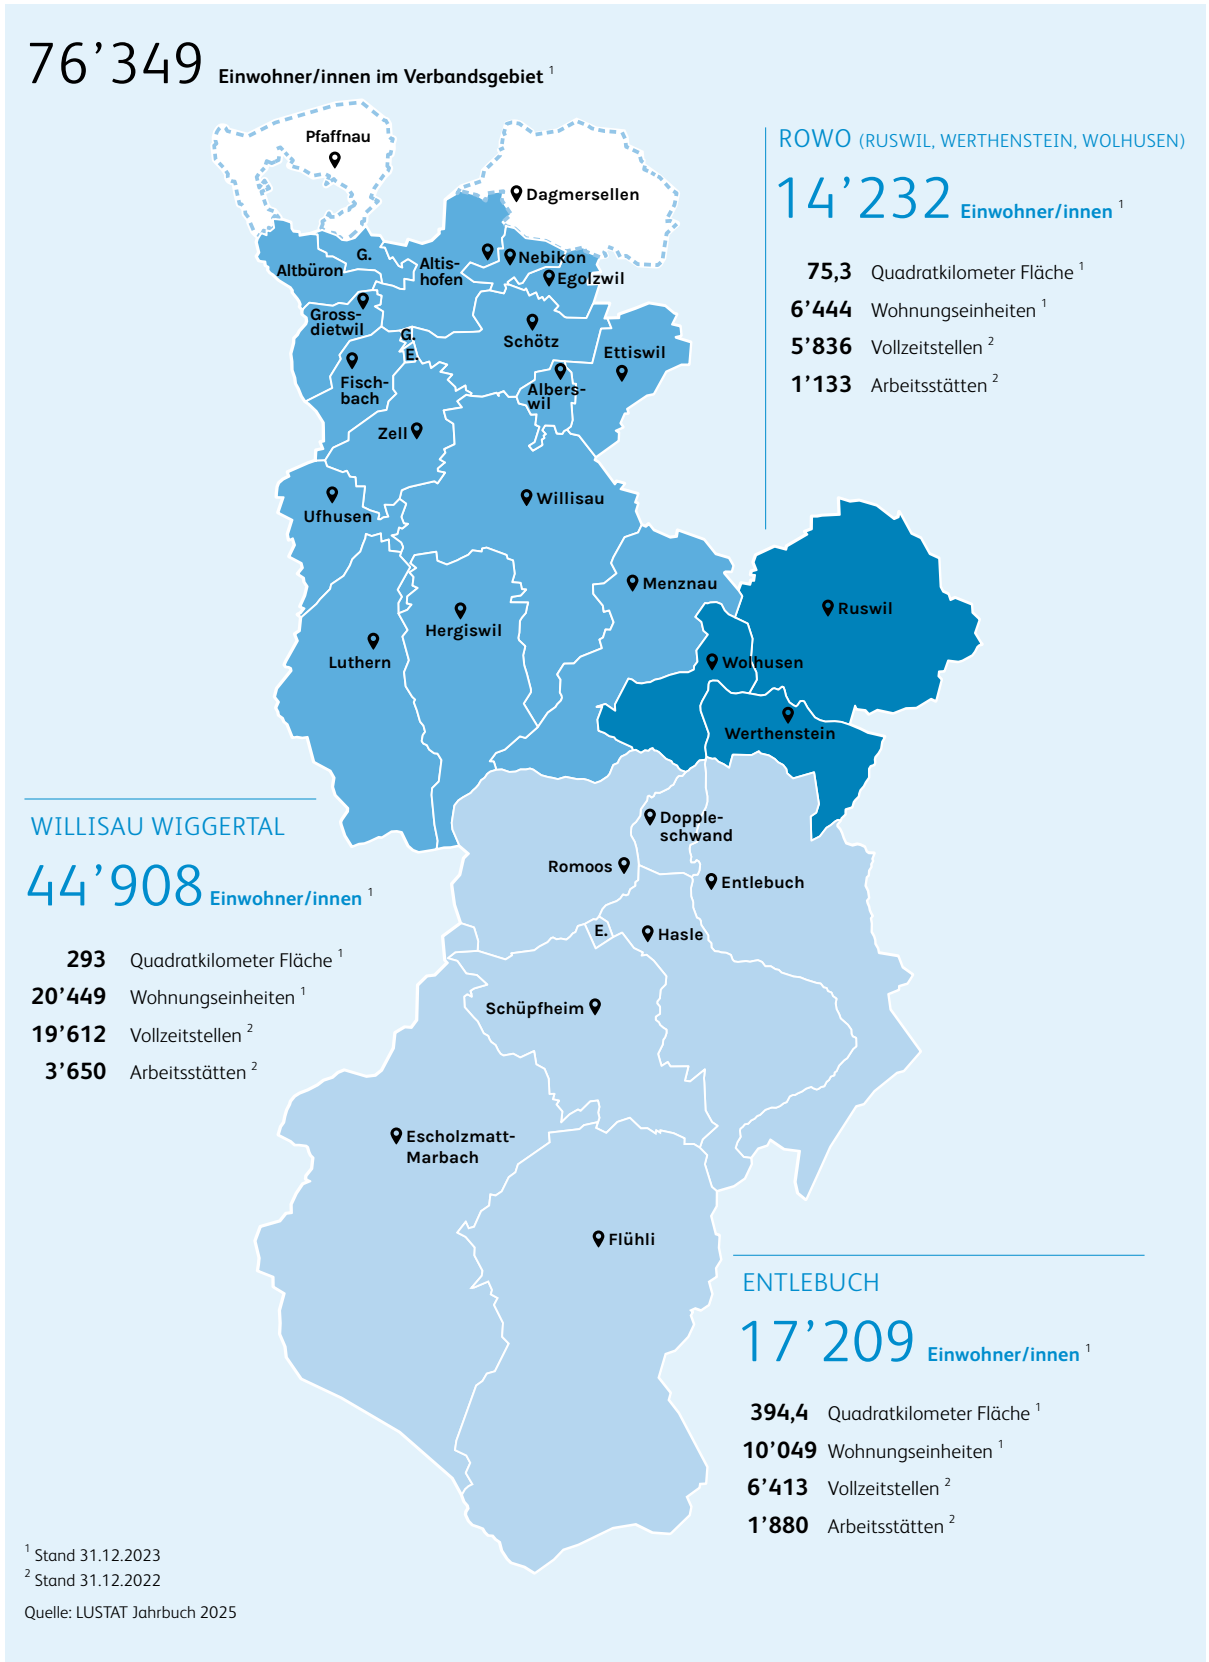 76’349 Einwohner/innen im Verbandsgebiet 1
Pfaffnau
Dagmersellen
ROWO (RUSWIL, WERTHENSTEIN, WOLHUSEN)
14’232 Einwohner/innen 1
75,3 Quadratkilometer Fläche 1
6’444 Wohnungseinheiten 1
5’836 Vollzeitstellen 2
1’133 Arbeitsstätten 2
G.
Altbüron
Altis-
hofen
Nebikon
Egolzwil
Gross-
dietwil
G.
E.
Schötz
Ettiswil
Fisch-
bach
Albers-
wil
Zell
Willisau
Ufhusen
Menznau
Ruswil
Hergiswil
Luthern
Wolhusen
Werthenstein
WILLISAU WIGGERTAL
44’908 Einwohner/innen 1
293 Quadratkilometer Fläche 1
20’449 Wohnungseinheiten 1
19’612 Vollzeitstellen 2
3’650 Arbeitsstätten 2
Dopple-
schwand
Romoos
Entlebuch
E.
Hasle
Schüpfheim
Escholzmatt-
Marbach
Flühli
ENTLEBUCH
17’209 Einwohner/innen 1
394,4 Quadratkilometer Fläche 1
10’049 Wohnungseinheiten 1
6’413 Vollzeitstellen 2
1’880 Arbeitsstätten 2
1 Stand 31.12.2023
2 Stand 31.12.2022
Quelle: LUSTAT Jahrbuch 2025